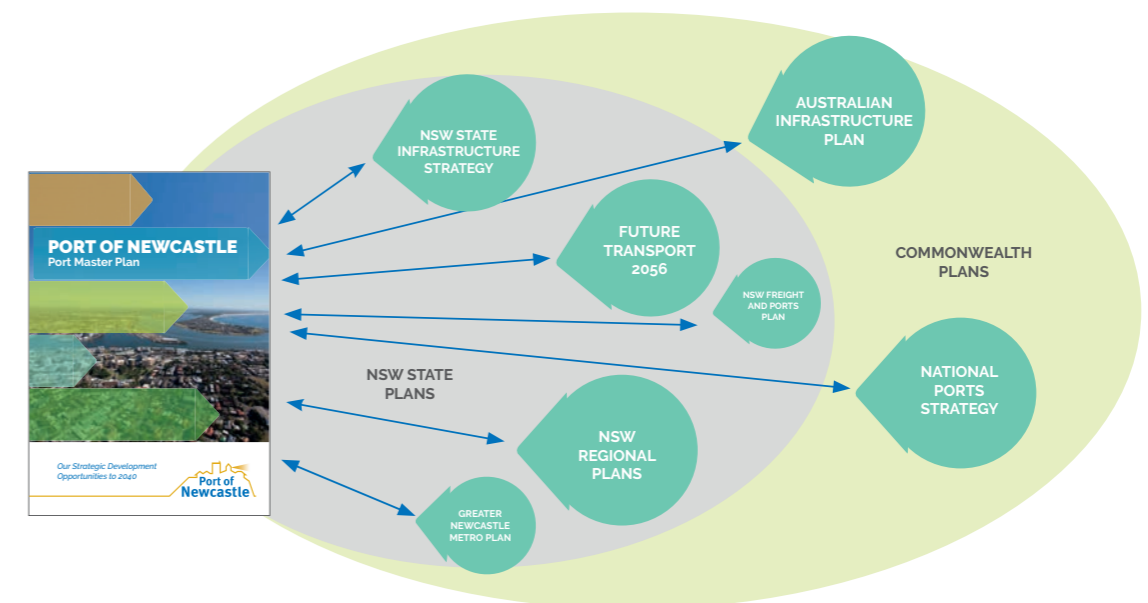 PORT OF NEWCASTLE
Port Master Plan
Our Strategic Development
Opportunities to 2040
Port of
Newcastle
NSW STATE
INFRASTRUCTURE
STRATEGY
AUSTRALIAN
INFRASTRUCTURE
PLAN
FUTURE
TRANSPORT
2056
NSW FREIGHT
AND PORTS
PLAN
COMMONWEALTH
PLANS
NSW STATE
PLANS
NATIONAL
PORTS
STRATEGY
NSW
REGIONAL
PLANS
GREATER
NEWCASTLE
METRO PLAN